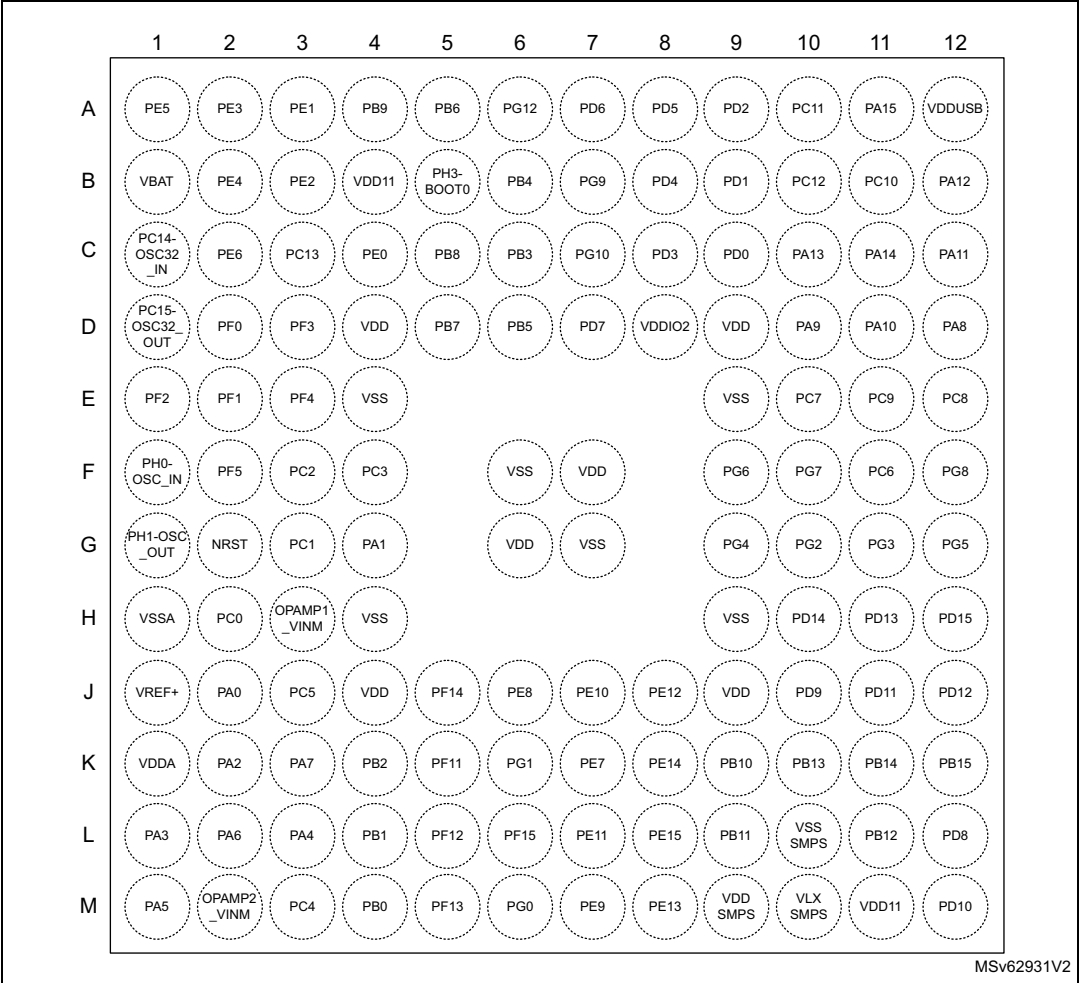 1 2 3 4 5 6 7 8 9 10 11 12
A PE5 PE3 PE1 PB9 PB6 PG12 PD6 PD5 PD2 PC11 PA15 VDDUSB
B VBAT PE4 PE2 VDD11 PH3-BOOT0 PB4 PG9 PD4 PD1 PC12 PC10 PA12
C PC14-OSC32_IN PE6 PC13 PE0 PB8 PB3 PG10 PD3 PD0 PA13 PA14 PA11
D PC15-OSC32_OUT PF0 PF3 VDD PB7 PB5 PD7 VDDIO2 VDD PA9 PA10 PA8
E PF2 PF1 PF4 VSS VSS PC7 PC9 PC8
F PH0-OSC_IN PF5 PC2 PC3 VSS VDD PG6 PG7 PC6 PG8
G PH1-OSC_OUT NRST PC1 PA1 VDD VSS PG4 PG2 PG3 PG5
H VSSA PC0 OPAMP1_VINM VSS VSS PD14 PD13 PD15
J VREF+ PA0 PC5 VDD PF14 PE8 PE10 PE12 VDD PD9 PD11 PD12
K VDDA PA2 PA7 PB2 PF11 PG1 PE7 PE14 PB10 PB13 PB14 PB15
L PA3 PA6 PA4 PB1 PF12 PF15 PE11 PE15 PB11 VSS SMPS PB12 PD8
M PA5 OPAMP2_VINM PC4 PB0 PF13 PG0 PE9 PE13 VDD SMPS VLX SMPS VDD11 PD10
MSv62931V2